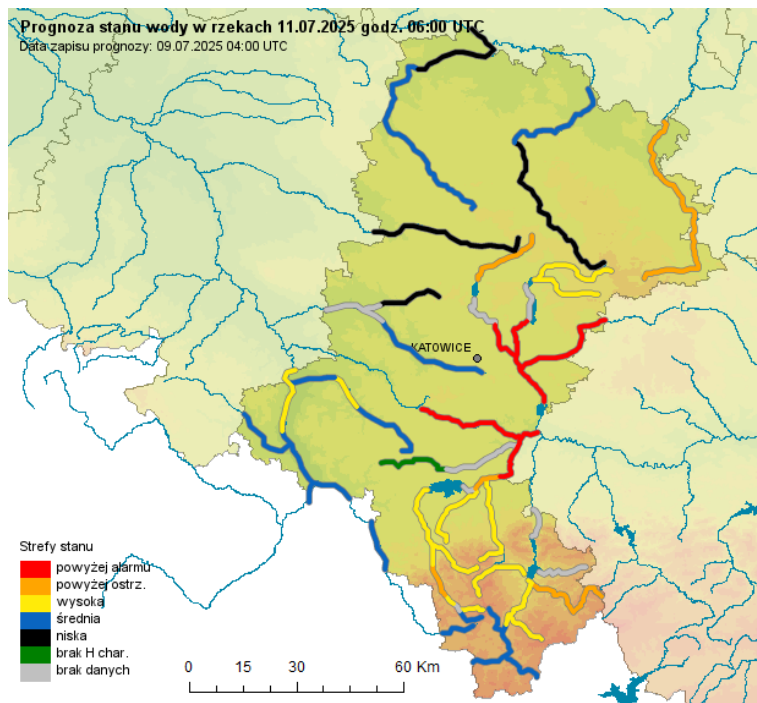 Prognoza stanu wody w rzekach 11.07.2025 godz. 06:00 UTC
Data zapisu prognozy: 09.07.2025 04:00 UTC
KATOWICE
Strefy stanu
powyżej alarmu
powyżej ostrz.
wysoka
średnia
niska
brak H char.
brak danych
0 15 30 60 Km